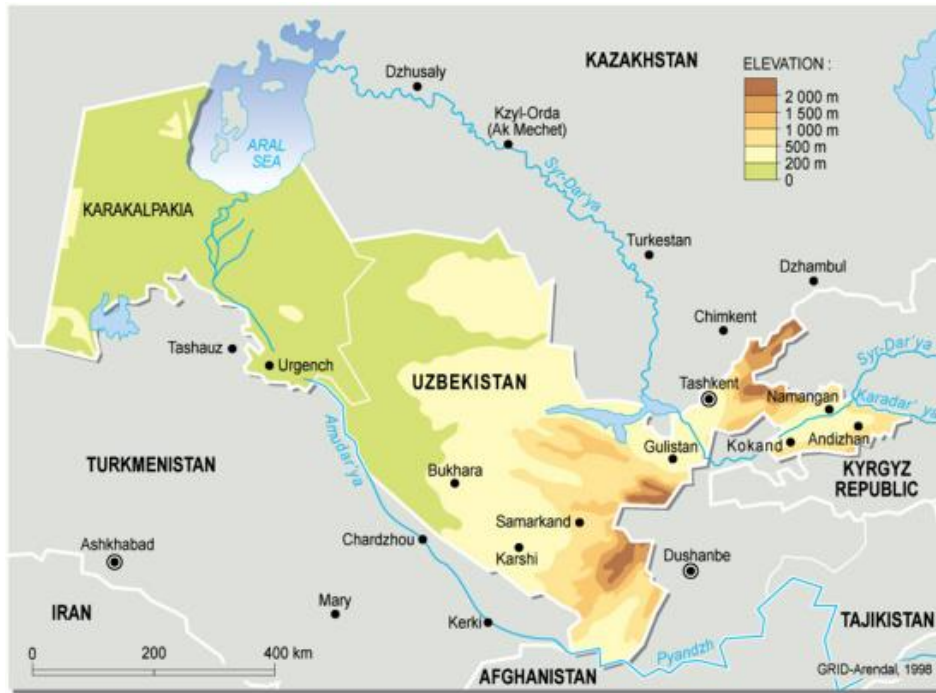 KAZAKHSTAN
ELEVATION :
2 000 m
1 500 m
1 000 m
500 m
200 m
0
Dzhusaly
Kzyl-Orda
(Ak Mechet)
ARAL
SEA
Syr-Dar'ya
KARAKALPAKIA
Turkestan
Dzhambul
Chimkent
Tashauz
Urgench
UZBEKISTAN
Tashkent
Syr-Dar'ya
Namangan
Karadar' ya
Amudar'ya
Gulistan
Kokand
Andizhan
TURKMENISTAN
Bukhara
KYRGYZ
REPUBLIC
Samarkand
Ashkhabad
Chardzhou
Karshi
Dushanbe
IRAN
Mary
Kerki
TAJIKISTAN
Pyandzh
0 200 400 km
AFGHANISTAN
GRID-Arendal, 1998